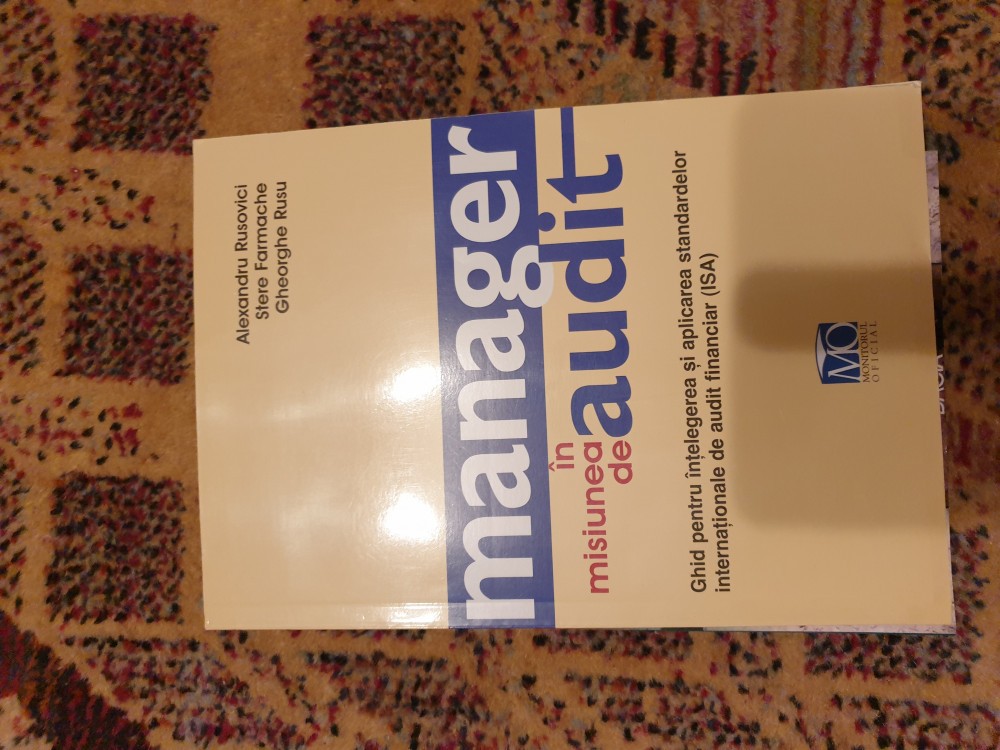 Alexandru Rusovici
Stere Farmache
Gheorghe Rusu
manager
în
misiunea
de audit
Ghid pentru înțelegerea și aplicarea standardelor
internaționale de audit financiar (ISA)
MO
MONITORUL
OFICIAL